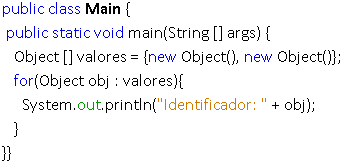 public class Main {
public static void main(String [] args) {
Object [] valores = {new Object(), new Object()};
for(Object obj : valores){
System.out.println("Identificador: " + obj);
}
}}